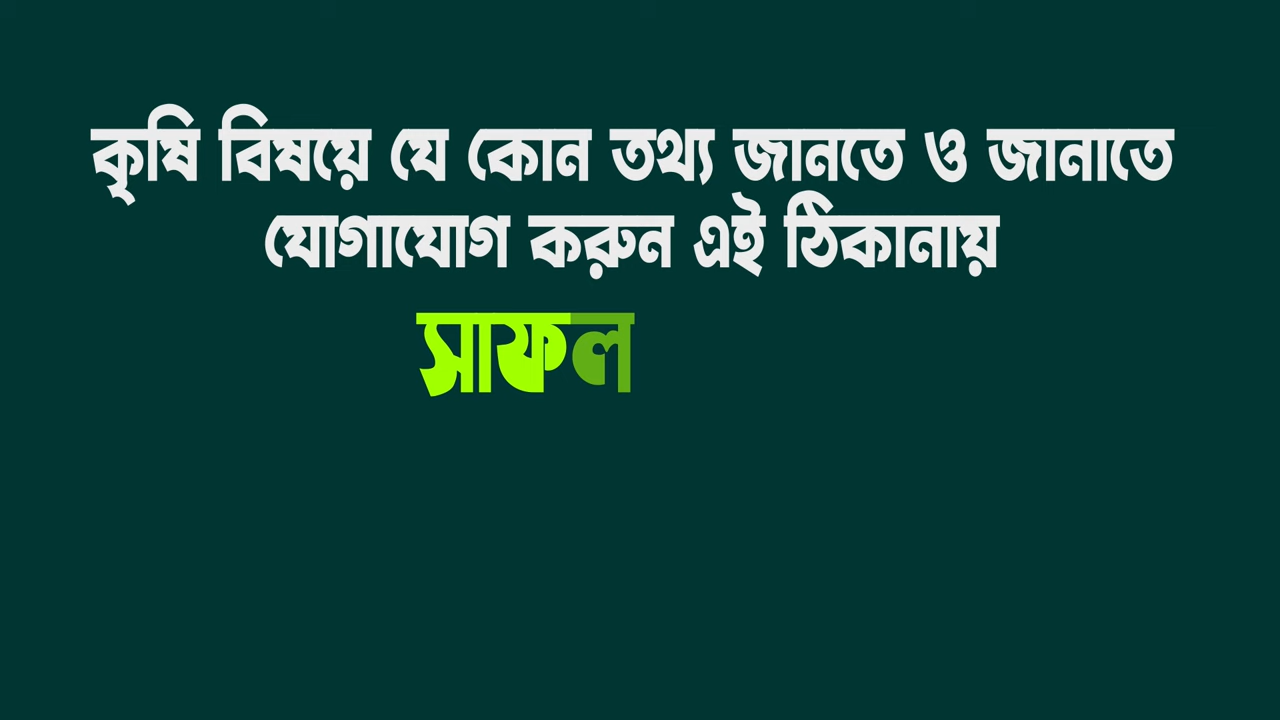 কৃষি বিষয়ে যে কোন তথ্য জানতে ও জানাতে
যোগাযোগ করুন এই ঠিকানায়
সাফল